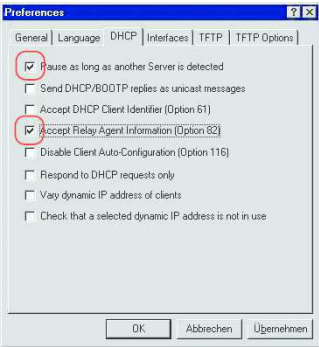 Preferences
General Language DHCP Interfaces TFTP TFTP Options
Pause as long as another Server is detected
Send DHCP/BOOTP replies as unicast messages
Accept DHCP Client Identifier (Option 61)
Accept Relay Agent Information (Option 82)
Disable Client Auto-Configuration (Option 116)
Respond to DHCP requests only
Vary dynamic IP address of clients
Check that a selected dynamic IP address is not in use
OK Abbrechen Übernehmen